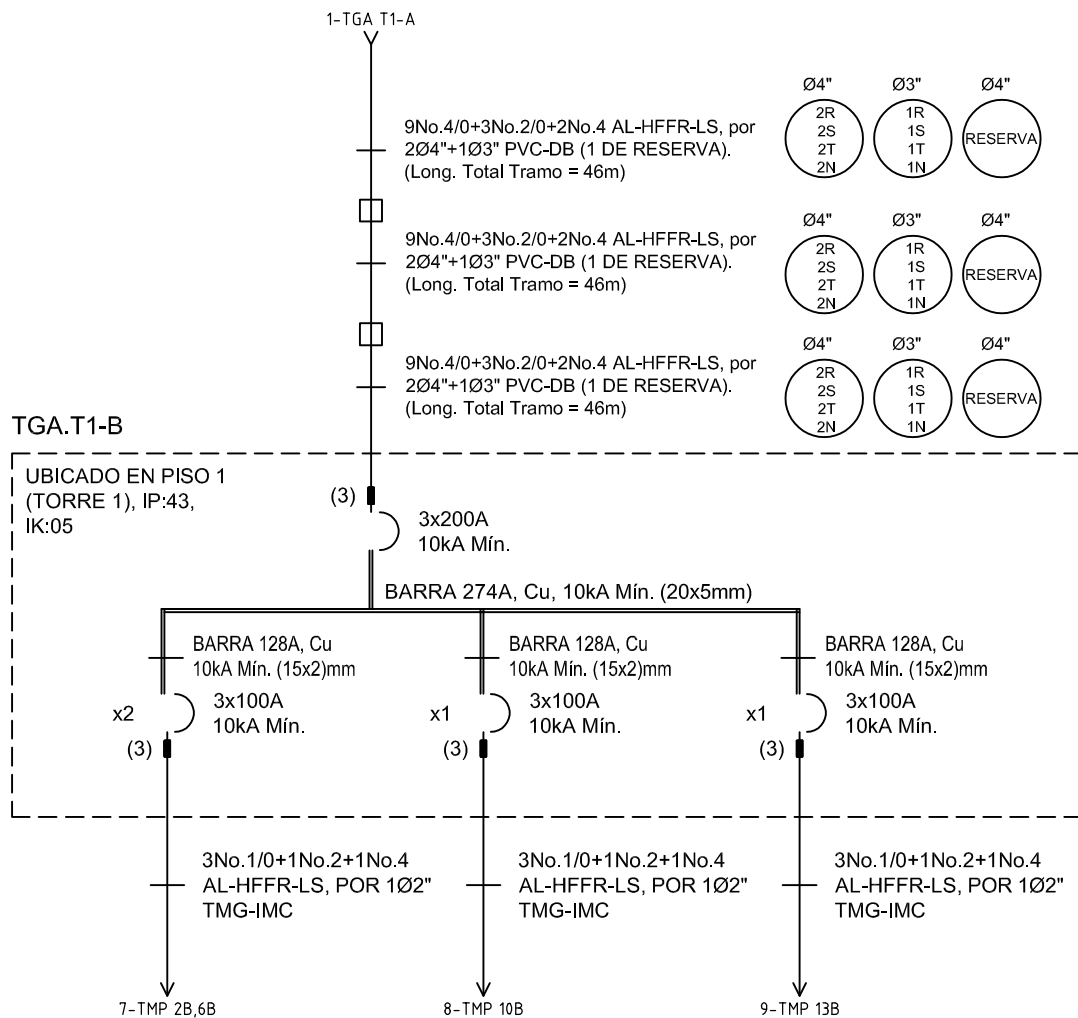 1-TGA T1-A
9No.4/0+3No.2/0+2No.4 AL-HFFR-LS, por
2Ø4"+1Ø3" PVC-DB (1 DE RESERVA).
(Long. Total Tramo = 46m)
Ø4"
2R
2S
2T
2N
Ø3"
1R
1S
1T
1N
Ø4"
RESERVA
9No.4/0+3No.2/0+2No.4 AL-HFFR-LS, por
2Ø4"+1Ø3" PVC-DB (1 DE RESERVA).
(Long. Total Tramo = 46m)
Ø4"
2R
2S
2T
2N
Ø3"
1R
1S
1T
1N
Ø4"
RESERVA
9No.4/0+3No.2/0+2No.4 AL-HFFR-LS, por
2Ø4"+1Ø3" PVC-DB (1 DE RESERVA).
(Long. Total Tramo = 46m)
Ø4"
2R
2S
2T
2N
Ø3"
1R
1S
1T
1N
Ø4"
RESERVA
TGA.T1-B
UBICADO EN PISO 1
(TORRE 1), IP:43,
IK:05
(3)
3x200A
10kA Mín.
BARRA 274A, Cu, 10kA Mín. (20x5mm)
BARRA 128A, Cu
10kA Mín. (15x2)mm
x2
3x100A
10kA Mín.
(3)
BARRA 128A, Cu
10kA Mín. (15x2)mm
x1
3x100A
10kA Mín.
(3)
BARRA 128A, Cu
10kA Mín. (15x2)mm
x1
3x100A
10kA Mín.
(3)
3No.1/0+1No.2+1No.4
AL-HFFR-LS, POR 1Ø2"
TMG-IMC
3No.1/0+1No.2+1No.4
AL-HFFR-LS, POR 1Ø2"
TMG-IMC
3No.1/0+1No.2+1No.4
AL-HFFR-LS, POR 1Ø2"
TMG-IMC
7-TMP 2B,6B
8-TMP 10B
9-TMP 13B